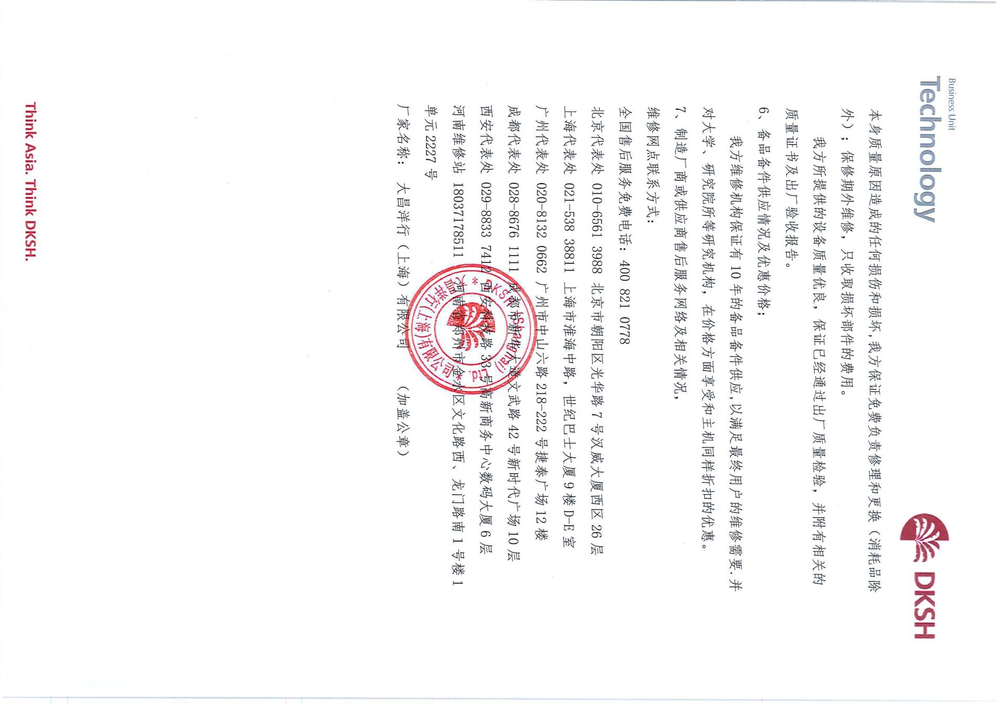 Business Unit
Technology
DKSH
本身质量原因造成的任何损伤和损坏,我方保证免费负责修理和更换（消耗品除
外）；保修期外维修，只收取损坏部件的费用。
我方所提供的设备质量优良，保证已经通过出厂质量检验，并附有相关的
质量证书及出厂验收报告。
6、备品备件供应情况及优惠价格；
我方维修机构保证有 10 年的备品备件供应,以满足最终用户的维修需要.并
对大学、研究院所等研究机构，在价格方面享受和主机同样折扣的优惠。
7、制造厂商或供应商售后服务网络及相关情况，
维修网点联系方式：
全国售后服务免费电话：400 821 0778
北京代表处 010-6561 3988 北京市朝阳区光华路 7 号汉威大厦西区 26 层
上海代表处 021-538 38811 上海市淮海中路，世纪巴士大厦 9 楼 D-E 室
广州代表处 020-8132 0662 广州市中山六路 218-222 号捷泰广场 12 楼
成都代表处 028-8676 1111 成都市新华大道文武路 42 号新时代广场 10 层
西安代表处 029-8833 7412 西安科技路 33 号高新商务中心数码大厦 6 层
河南维修站 18037178511 河南省郑州市金水区文化路西、龙门路南 1 号楼 1
单元 2227 号
厂家名称： 大昌洋行（上海）有限公司 （加盖公章）
* DKSH (Shanghai) Ltd. *
大昌洋行(上海)有限公司
Think Asia. Think DKSH.